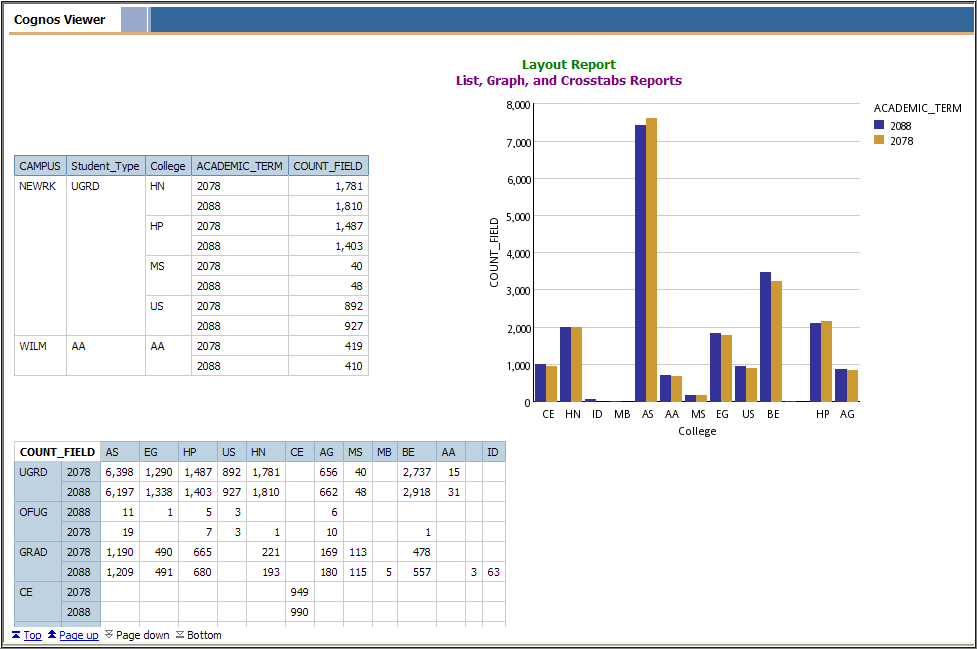 Cognos Viewer
Layout Report
List, Graph, and Crosstabs Reports
CAMPUS Student_Type College ACADEMIC_TERM COUNT_FIELD
NEWRK UGRD HN 2078 1,781
2088 1,810
HP 2078 1,487
2088 1,403
MS 2078 40
2088 48
US 2078 892
2088 927
WILM AA AA 2078 419
2088 410
8,000
7,000
6,000
5,000
4,000
3,000
2,000
1,000
0
COUNT_FIELD
CE HN ID MB AS AA MS EG US BE HP AG
College
ACADEMIC_TERM
2088
2078
COUNT_FIELD AS EG HP US HN CE AG MS MB BE AA ID
UGRD 2078 6,398 1,290 1,487 892 1,781 656 40 2,737 15
2088 6,197 1,338 1,403 927 1,810 662 48 2,918 31
OFUG 2088 11 1 5 3 6
2078 19 7 3 1 10 1
GRAD 2078 1,190 490 665 221 169 113 478
2088 1,209 491 680 193 180 115 5 557 3 63
CE 2078 949
2088 990
Top Page up Page down Bottom